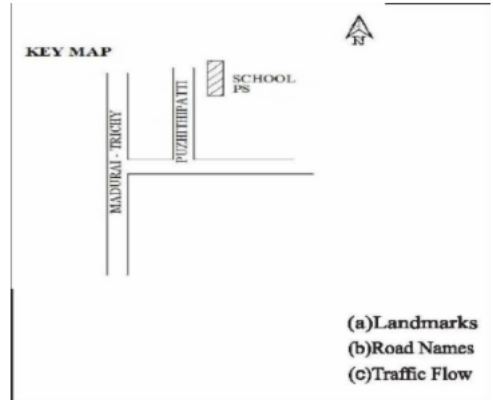 N
KEY MAP
SCHOOL
PS
PUZHITHIPATTI
MADURAI - TRICHY
(a)Landmarks
(b)Road Names
(c)Traffic Flow